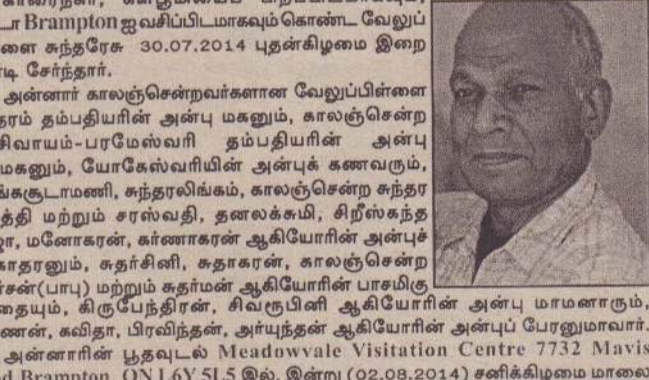 டா Brampton ஐ வசிப்பிடமாகவும் கொண்ட வேலுப்
ளை சுந்தரேசு 30.07.2014 புதன்கிழமை இறை
டி சேர்ந்தார்.
அன்னார் காலஞ்சென்றவர்களான வேலுப்பிள்ளை
தரம் தம்பதியரின் அன்பு மகனும், காலஞ்சென்ற
சிவாயம்-பரமேஸ்வரி தம்பதியரின் அன்பு
மகனும், யோகேஸ்வரியின் அன்புக் கணவரும்,
ங்கசூடாமணி, சுந்தரலிங்கம், காலஞ்சென்ற சுந்தர
த்தி மற்றும் சரஸ்வதி, தனலக்சுமி, சிறீஸ்கந்த
ஜா, மனோகரன், கர்ணாகரன் ஆகியோரின் அன்புச்
காதரனும், சுதர்சினி, சுதாகரன், காலஞ்சென்ற
ர்சன்(பாபு) மற்றும் சுதர்மன் ஆகியோரின் பாசமிகு
தையும், கிருபேந்திரன், சிவரூபினி ஆகியோரின் அன்பு மாமனாரும்,
ணன், கவிதா, பிரவிந்தன், அர்யுந்தன் ஆகியோரின் அன்புப் பேரனுமாவார்.
அன்னாரின் பூதவுடல் Meadowvale Visitation Centre 7732 Mavis
d Brampton, ON L6Y 5L5 இல், இன்று (02.08.2014) சனிக்கிழமை மாலை